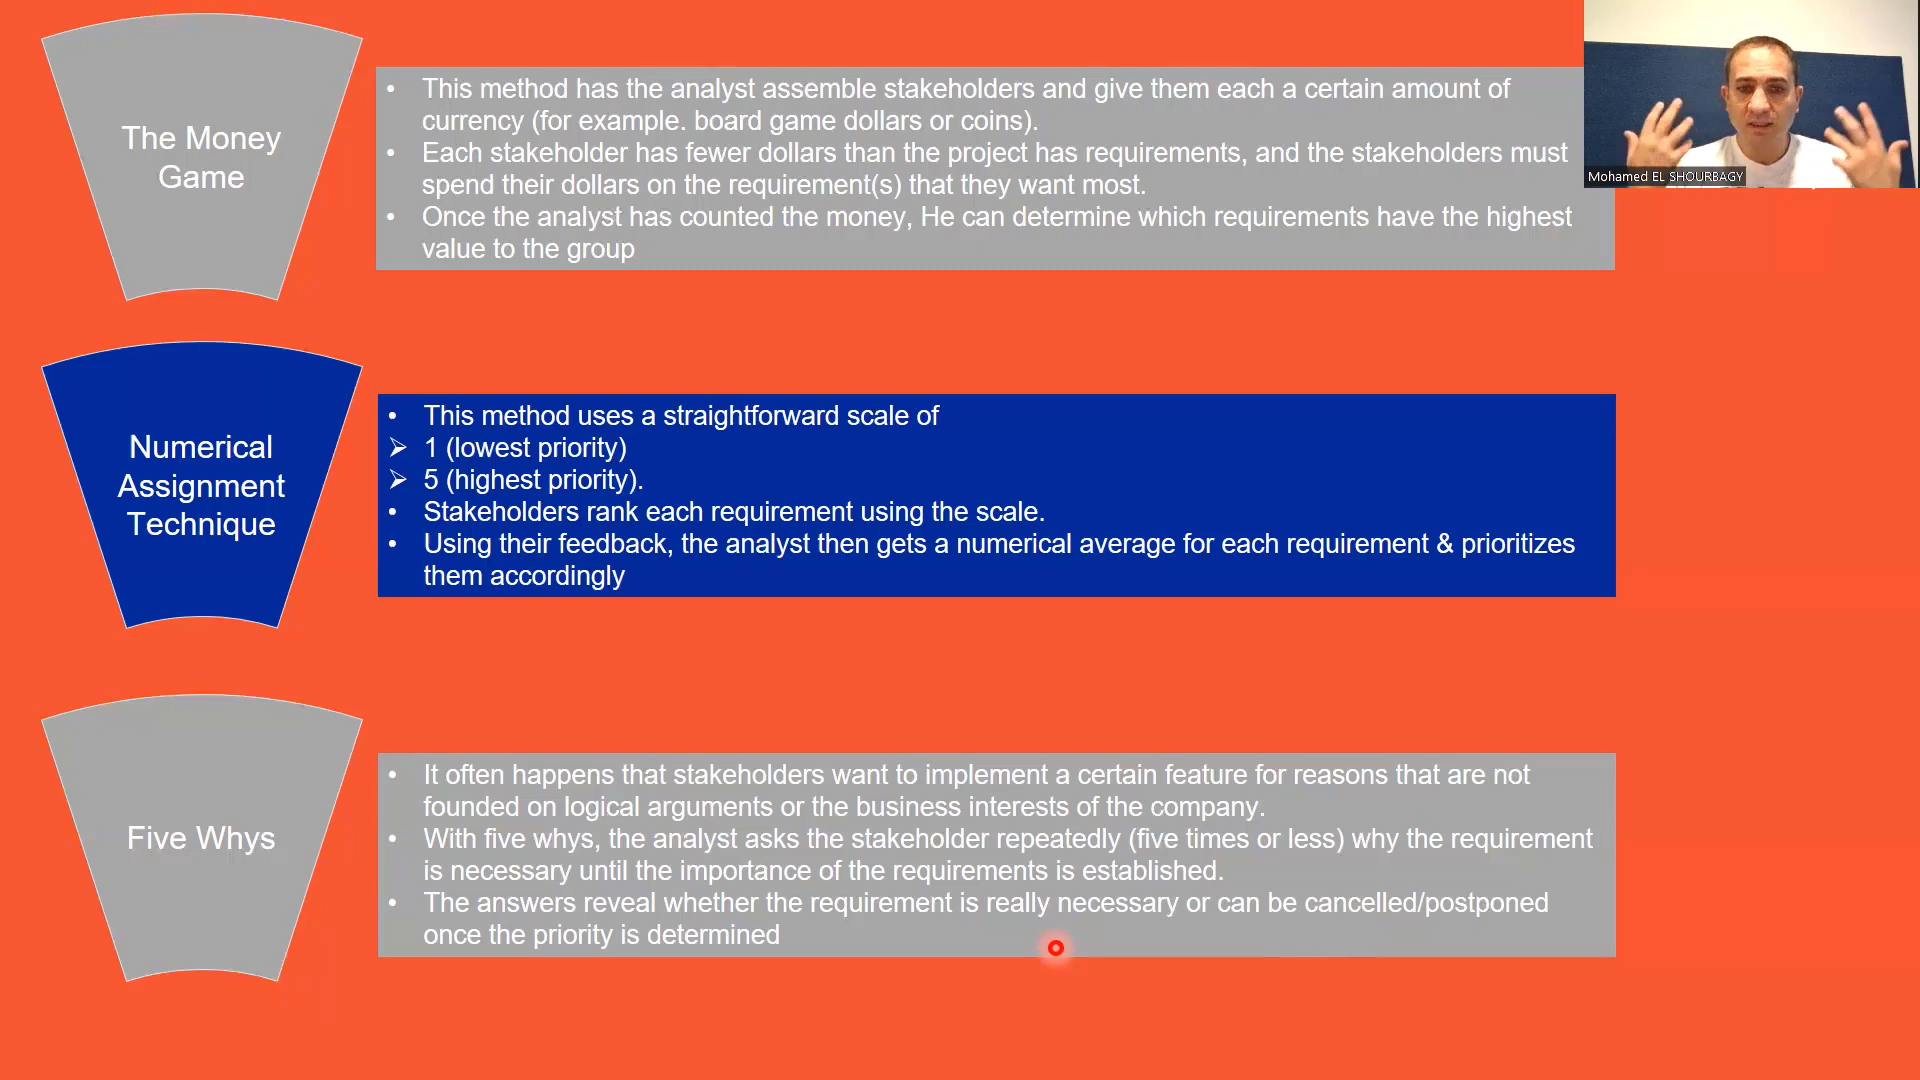 The Money
Game
• This method has the analyst assemble stakeholders and give them each a certain amount of
currency (for example. board game dollars or coins).
• Each stakeholder has fewer dollars than the project has requirements, and the stakeholders must
spend their dollars on the requirement(s) that they want most.
• Once the analyst has counted the money, He can determine which requirements have the highest
value to the group
Mohamed EL SHOURBAGY
Numerical
Assignment
Technique
• This method uses a straightforward scale of
➢ 1 (lowest priority)
➢ 5 (highest priority).
• Stakeholders rank each requirement using the scale.
• Using their feedback, the analyst then gets a numerical average for each requirement & prioritizes
them accordingly
Five Whys
• It often happens that stakeholders want to implement a certain feature for reasons that are not
founded on logical arguments or the business interests of the company.
• With five whys, the analyst asks the stakeholder repeatedly (five times or less) why the requirement
is necessary until the importance of the requirements is established.
• The answers reveal whether the requirement is really necessary or can be cancelled/postponed
once the priority is determined